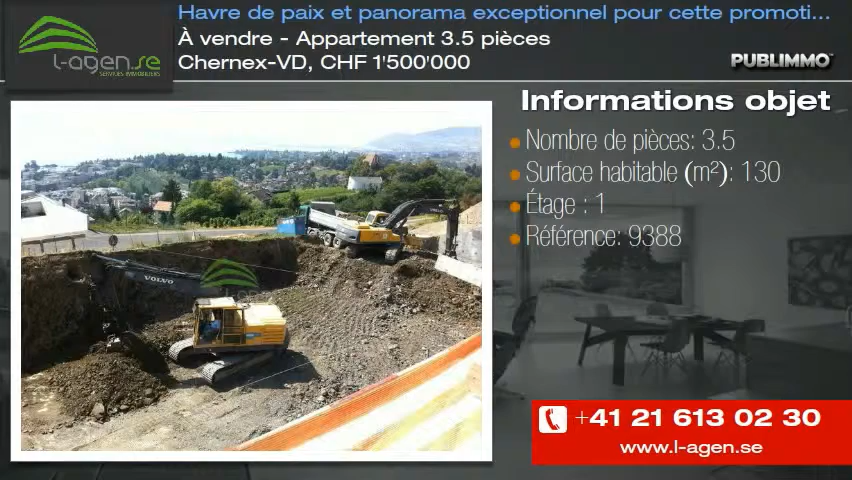 Havre de paix et panorama exceptionnel pour cette promoti...
l-agen.se
SERVICES IMMOBILIERS
À vendre - Appartement 3.5 pièces
Chernex-VD, CHF 1'500'000
PUBLIMMO
Informations objet
Nombre de pièces: 3.5
Surface habitable (m²): 130
Étage : 1
Référence: 9388
VOLVO
+41 21 613 02 30
www.l-agen.se